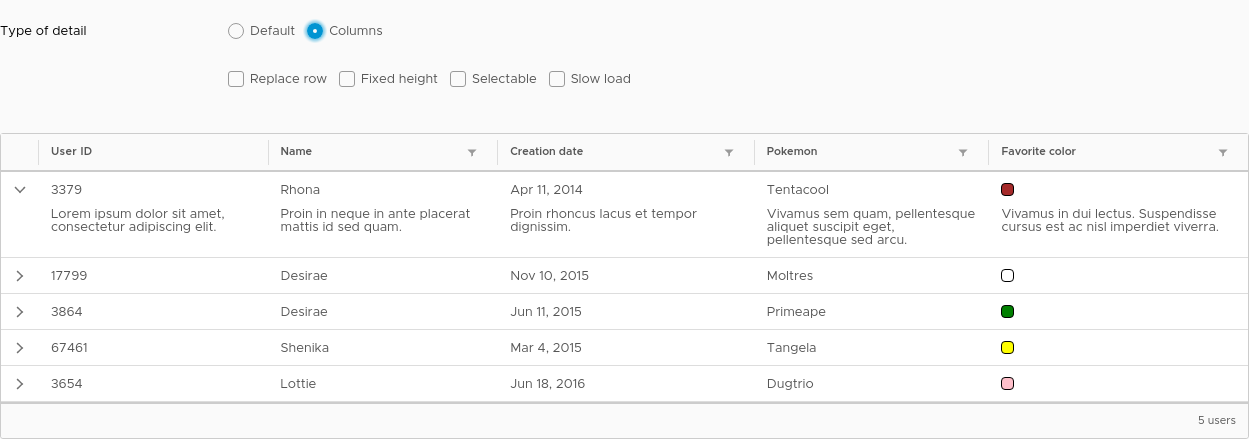 Type of detail Default Columns
Replace row Fixed height Selectable Slow load
User ID Name Creation date Pokemon Favorite color
3379 Rhona Apr 11, 2014 Tentacool
Lorem ipsum dolor sit amet, Proin in neque in ante placerat Proin rhoncus lacus et tempor Vivamus sem quam, pellentesque Vivamus in dui lectus. Suspendisse
consectetur adipiscing elit. mattis id sed quam. dignissim. aliquet suscipit eget, cursus est ac nisl imperdiet viverra.
pellentesque sed arcu.
17799 Desirae Nov 10, 2015 Moltres
3864 Desirae Jun 11, 2015 Primeape
67461 Shenika Mar 4, 2015 Tangela
3654 Lottie Jun 18, 2016 Dugtrio
5 users